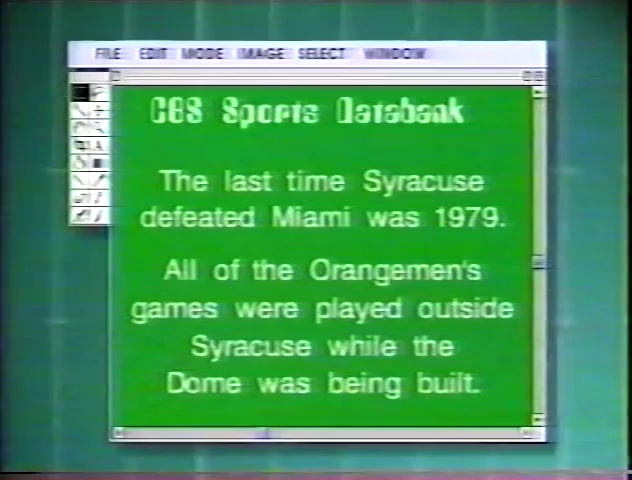 FILE EDIT MODE IMAGE SELECT WINDOW
CBS Sports Databank
The last time Syracuse
defeated Miami was 1979.
All of the Orangemen's
games were played outside
Syracuse while the
Dome was being built.